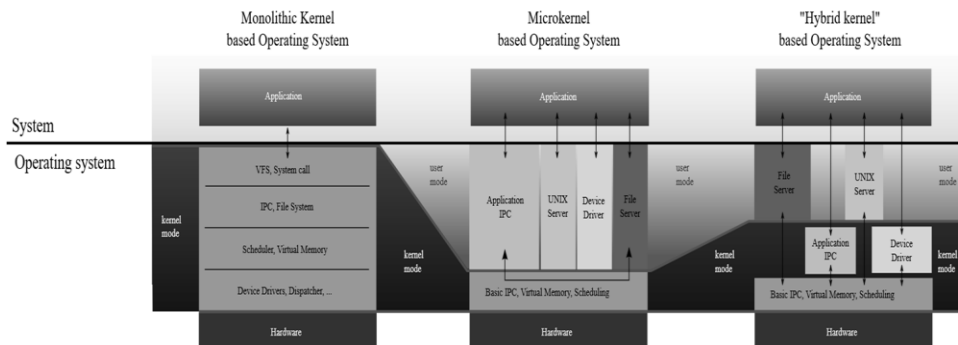 Monolithic Kernel
based Operating System
Microkernel
based Operating System
"Hybrid kernel"
based Operating System
Application
Application
Application
System
Operating system
VFS, System call
IPC, File System
Scheduler, Virtual Memory
Device Drivers, Dispatcher, ...
Hardware
kernel
mode
user
mode
kernel
mode
Application
IPC
UNIX
Server
Device
Driver
File
Server
Basic IPC, Virtual Memory, Scheduling
Hardware
user
mode
kernel
mode
File
Server
UNIX
Server
Application
IPC
Device
Driver
user
mode
kernel
mode
Basic IPC, Virtual Memory, Scheduling
Hardware